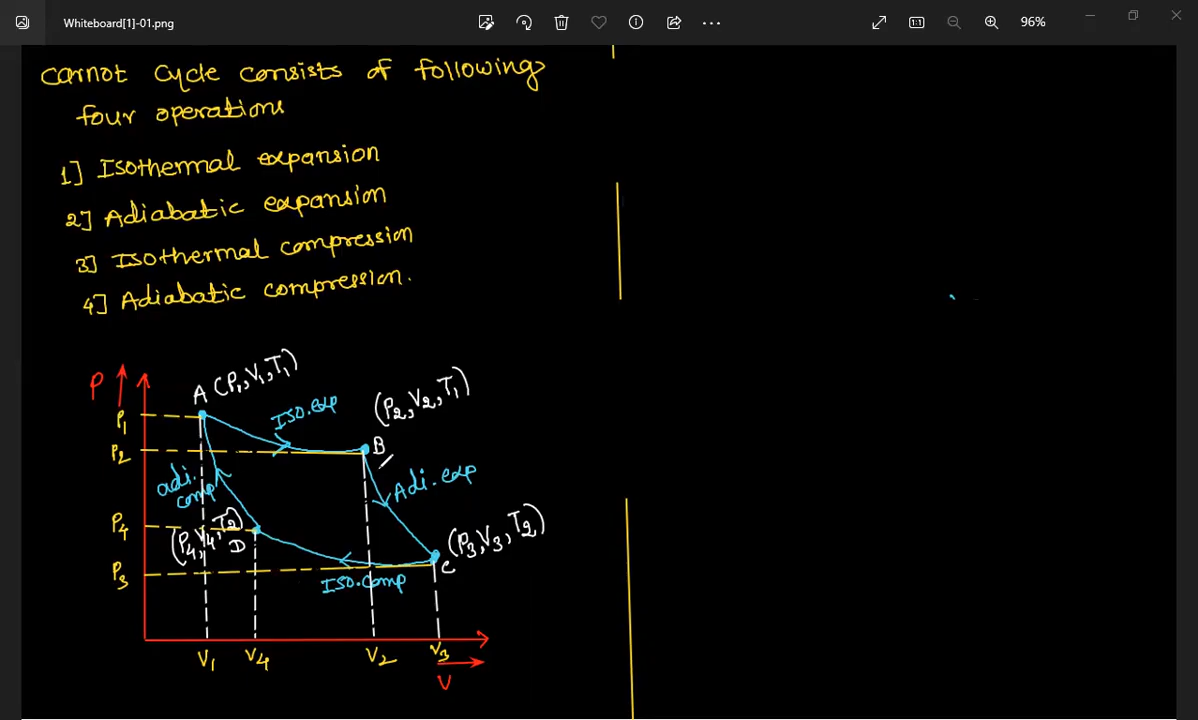 Whiteboard[1]-01.png
96%
Carnot Cycle consists of following
four operations
1] Isothermal expansion
2] Adiabatic expansion
3] Isothermal compression
4] Adiabatic compression.
P
A (P1, V1, T1)
ISO.exp
(P2, V2, T1)
P1
P2
B
adi.
comp
Adi.exp
P4
(P4, V4, T2)
D
(P3, V3, T2)
C
P3
ISO.comp
V1
V4
V2
V3
V